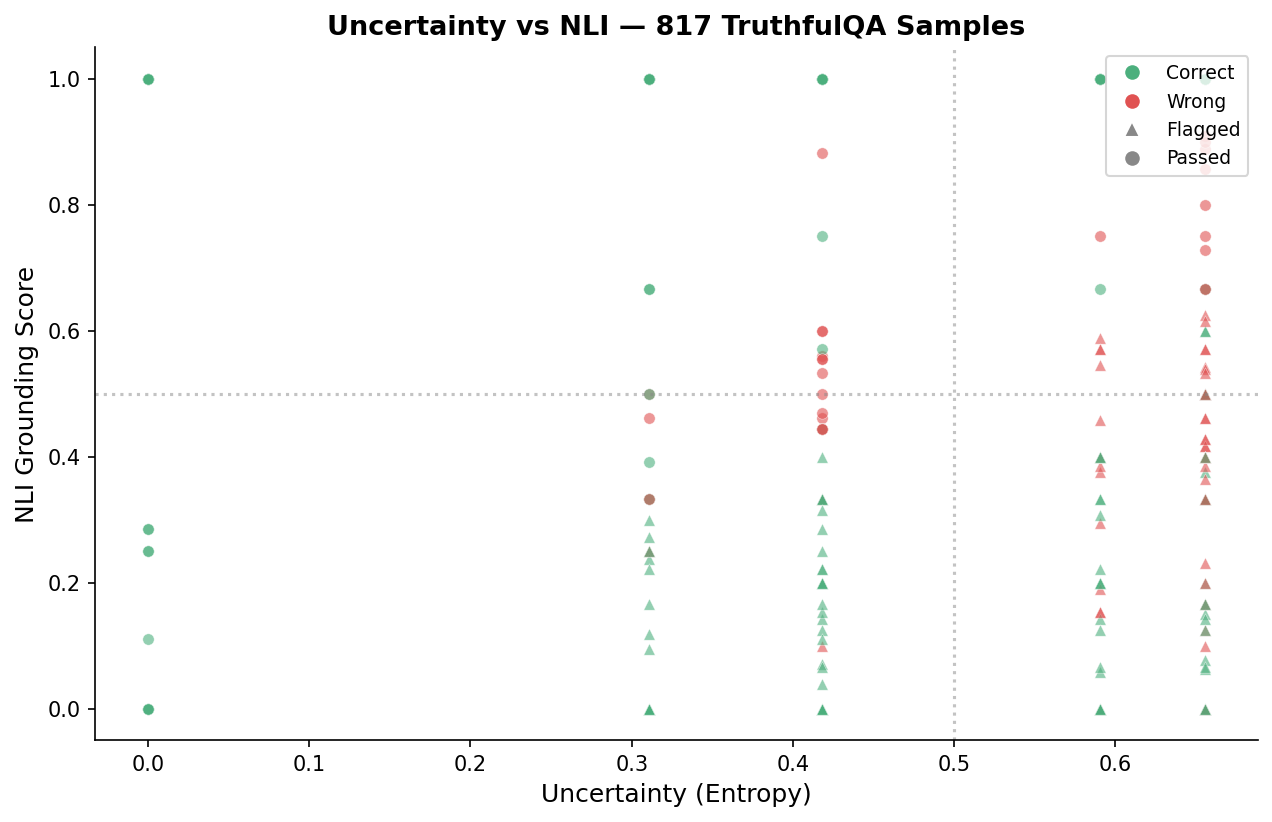 Uncertainty vs NLI — 817 TruthfulQA Samples
Correct
Wrong
Flagged
Passed
NLI Grounding Score
1.0
0.8
0.6
0.4
0.2
0.0
0.0 0.1 0.2 0.3 0.4 0.5 0.6
Uncertainty (Entropy)